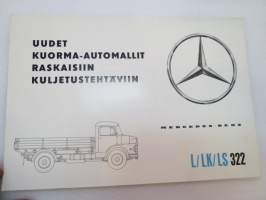 UUDET
KUORMA-AUTOMALLIT
RASKAISIIN
KULJETUSTEHTÄVIIN
MERCEDES-BENZ
L/LK/LS 322